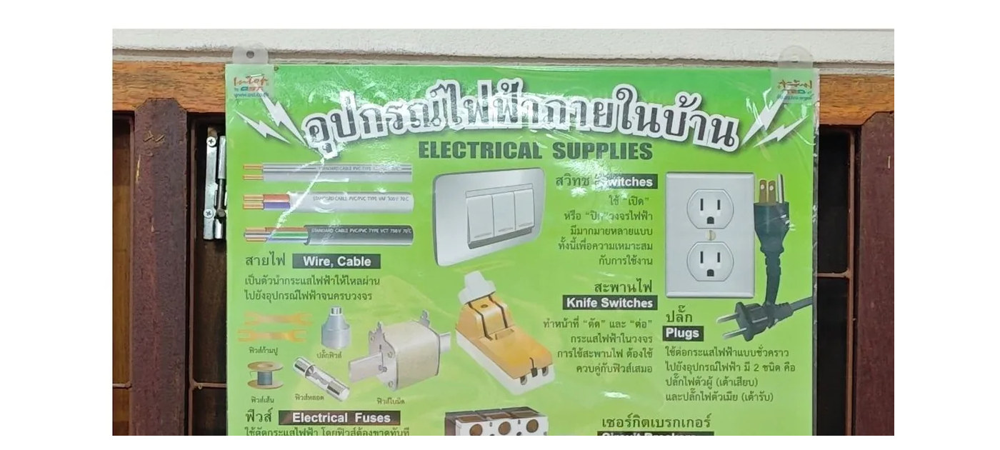 อุปกรณ์ไฟฟ้าภายในบ้าน
ELECTRICAL SUPPLIES
STANDARD CABLE PVC TYPE
STANDARD CABLE PVC/PVC TYPE VAF 300V 70C
STANDARD CABLE PVC/PVC TYPE VCT 750V 70°C
สายไฟ Wire, Cable
เป็นตัวนำกระแสไฟฟ้าให้ไหลผ่าน
ไปยังอุปกรณ์ไฟฟ้าจนครบวงจร
สวิทช์ Switches
ใช้ "เปิด"
หรือ "ปิด"วงจรไฟฟ้า
มีมากมายหลายแบบ
ทั้งนี้เพื่อความเหมาะสม
กับการใช้งาน
สะพานไฟ
Knife Switches
ทำหน้าที่ "ตัด" และ "ต่อ"
กระแสไฟฟ้าในวงจร
การใช้สะพานไฟ ต้องใช้
ควบคู่กับฟิวส์เสมอ
ปลั๊ก
Plugs
ใช้ต่อกระแสไฟฟ้าแบบชั่วคราว
ไปยังอุปกรณ์ไฟฟ้า มี 2 ชนิด คือ
ปลั๊กไฟตัวผู้ (เต้าเสียบ)
และปลั๊กไฟตัวเมีย (เต้ารับ)
ฟิวส์ก้ามปู
ปลั๊กฟิวส์
ฟิวส์เส้น
ฟิวส์หลอด
ฟิวส์ใบมีด
ฟิวส์ Electrical Fuses
ใช้ตัดกระแสไฟฟ้า โดยฟิวส์ต้องขาดทันที
เซอร์กิตเบรกเกอร์
Circuit Breakers